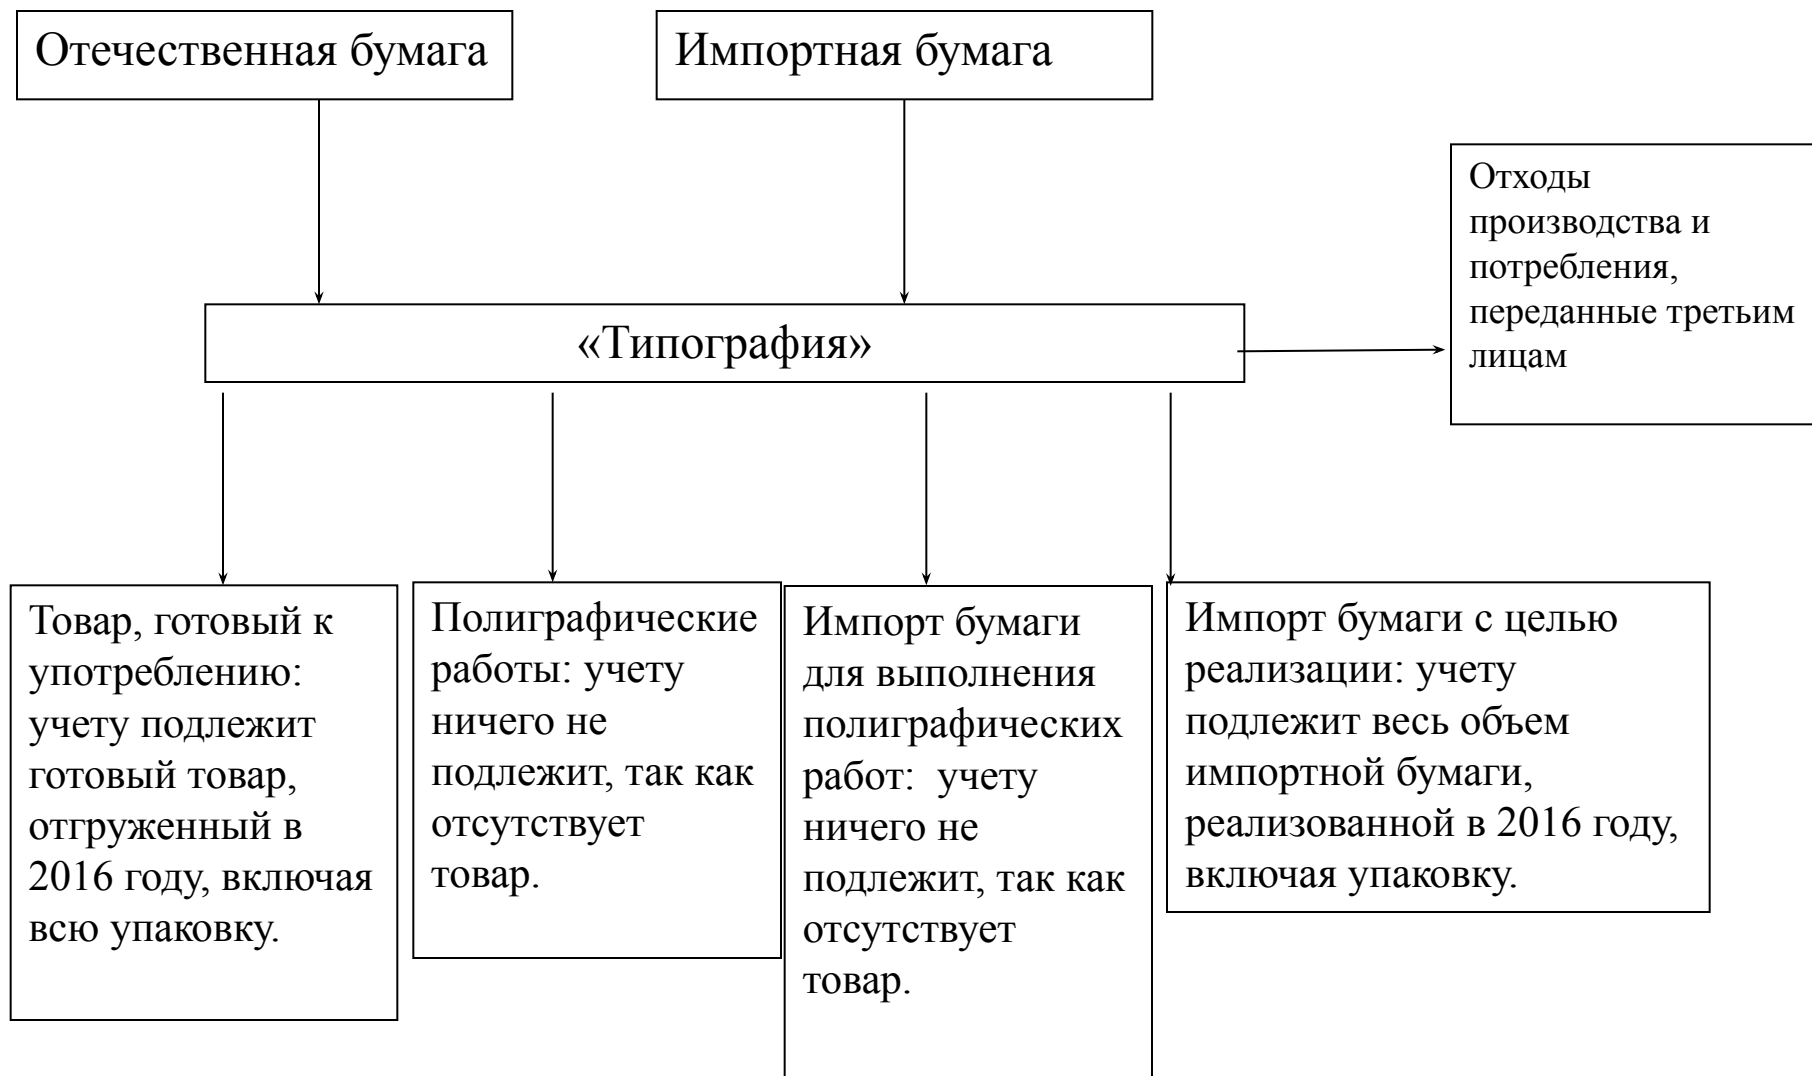 Отечественная бумага
Импортная бумага
Отходы
производства и
потребления,
переданные третьим
лицам
«Типография»
Товар, готовый к
употреблению:
учету подлежит
готовый товар,
отгруженный в
2016 году, включая
всю упаковку.
Полиграфические
работы: учету
ничего не
подлежит, так как
отсутствует
товар.
Импорт бумаги
для выполнения
полиграфических
работ:  учету
ничего не
подлежит, так как
отсутствует
товар.
Импорт бумаги с целью
реализации: учету
подлежит весь объем
импортной бумаги,
реализованной в 2016 году,
включая упаковку.